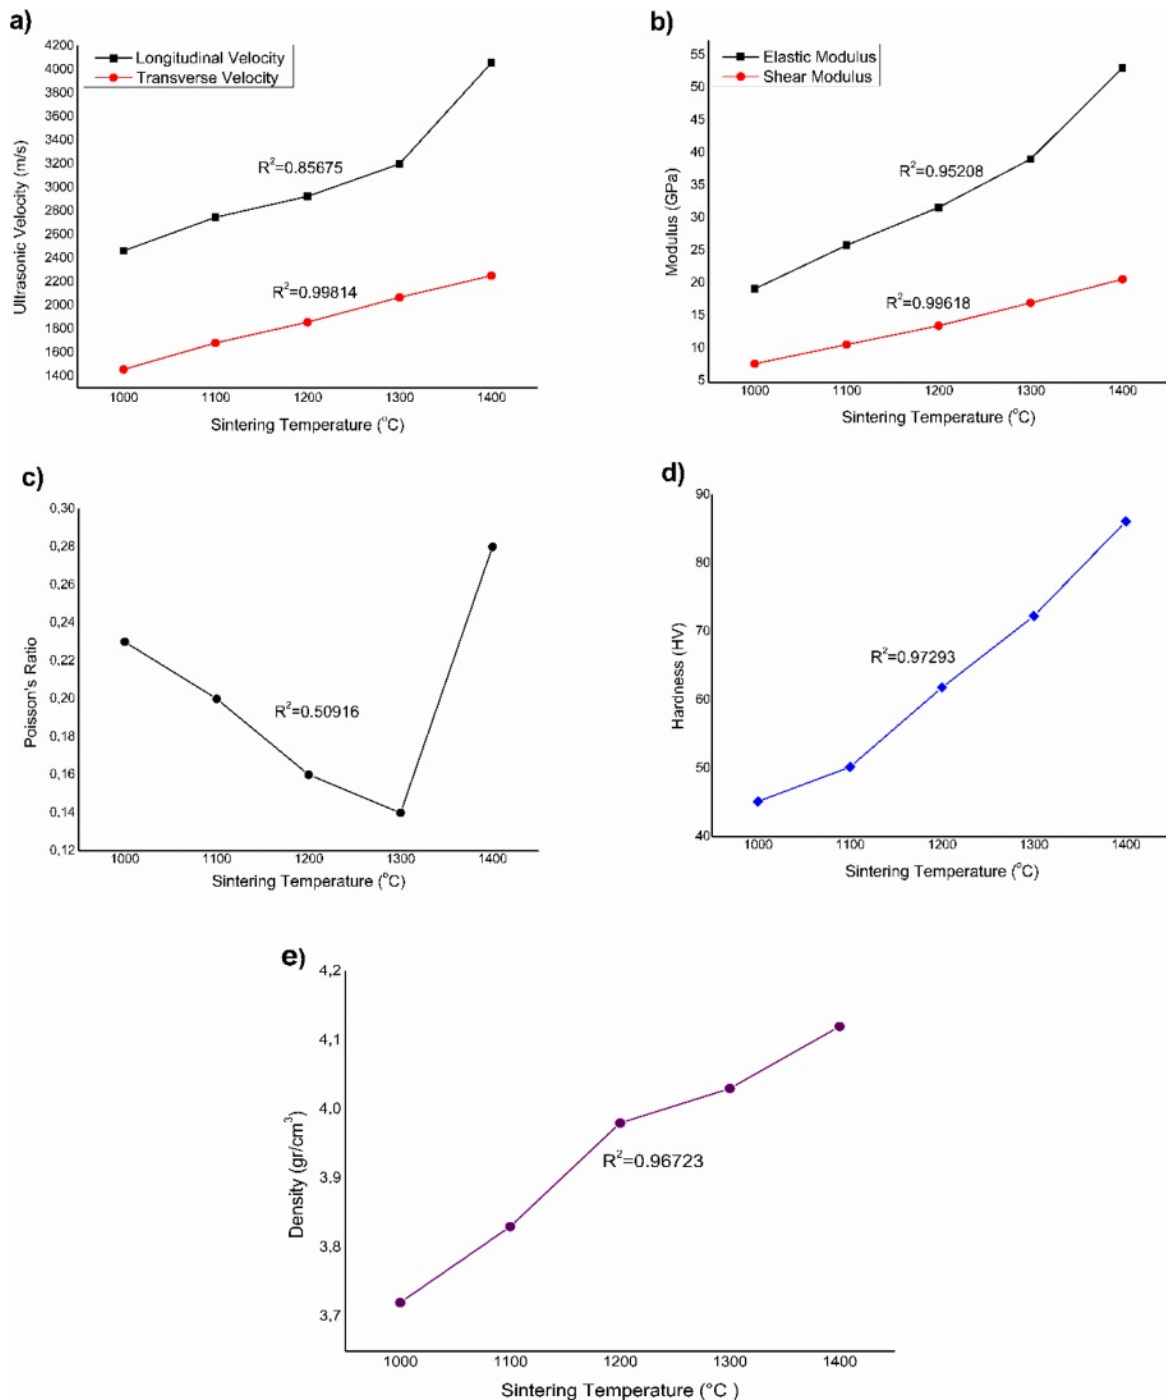 a)
Longitudinal Velocity
Transverse Velocity
4200
4000
3800
3600
3400
3200
3000
2800
2600
2400
2200
2000
1800
1600
1400
Ultrasonic Velocity (m/s)
R²=0.85675
R²=0.99814
1000 1100 1200 1300 1400
Sintering Temperature (°C)
b)
Elastic Modulus
Shear Modulus
55
50
45
40
35
30
25
20
15
10
5
Modulus (GPa)
R²=0.95208
R²=0.99618
1000 1100 1200 1300 1400
Sintering Temperature (°C)
c)
0,30
0,28
0,26
0,24
0,22
0,20
0,18
0,16
0,14
0,12
Poisson's Ratio
R²=0.50916
1000 1100 1200 1300 1400
Sintering Temperature (°C)
d)
90
80
70
60
50
40
Hardness (HV)
R²=0.97293
1000 1100 1200 1300 1400
Sintering Temperature (°C)
e)
4,2
4,1
4.0
3,9
3,8
3,7
Density (gr/cm³)
R²=0.96723
1000 1100 1200 1300 1400
Sintering Temperature (°C )